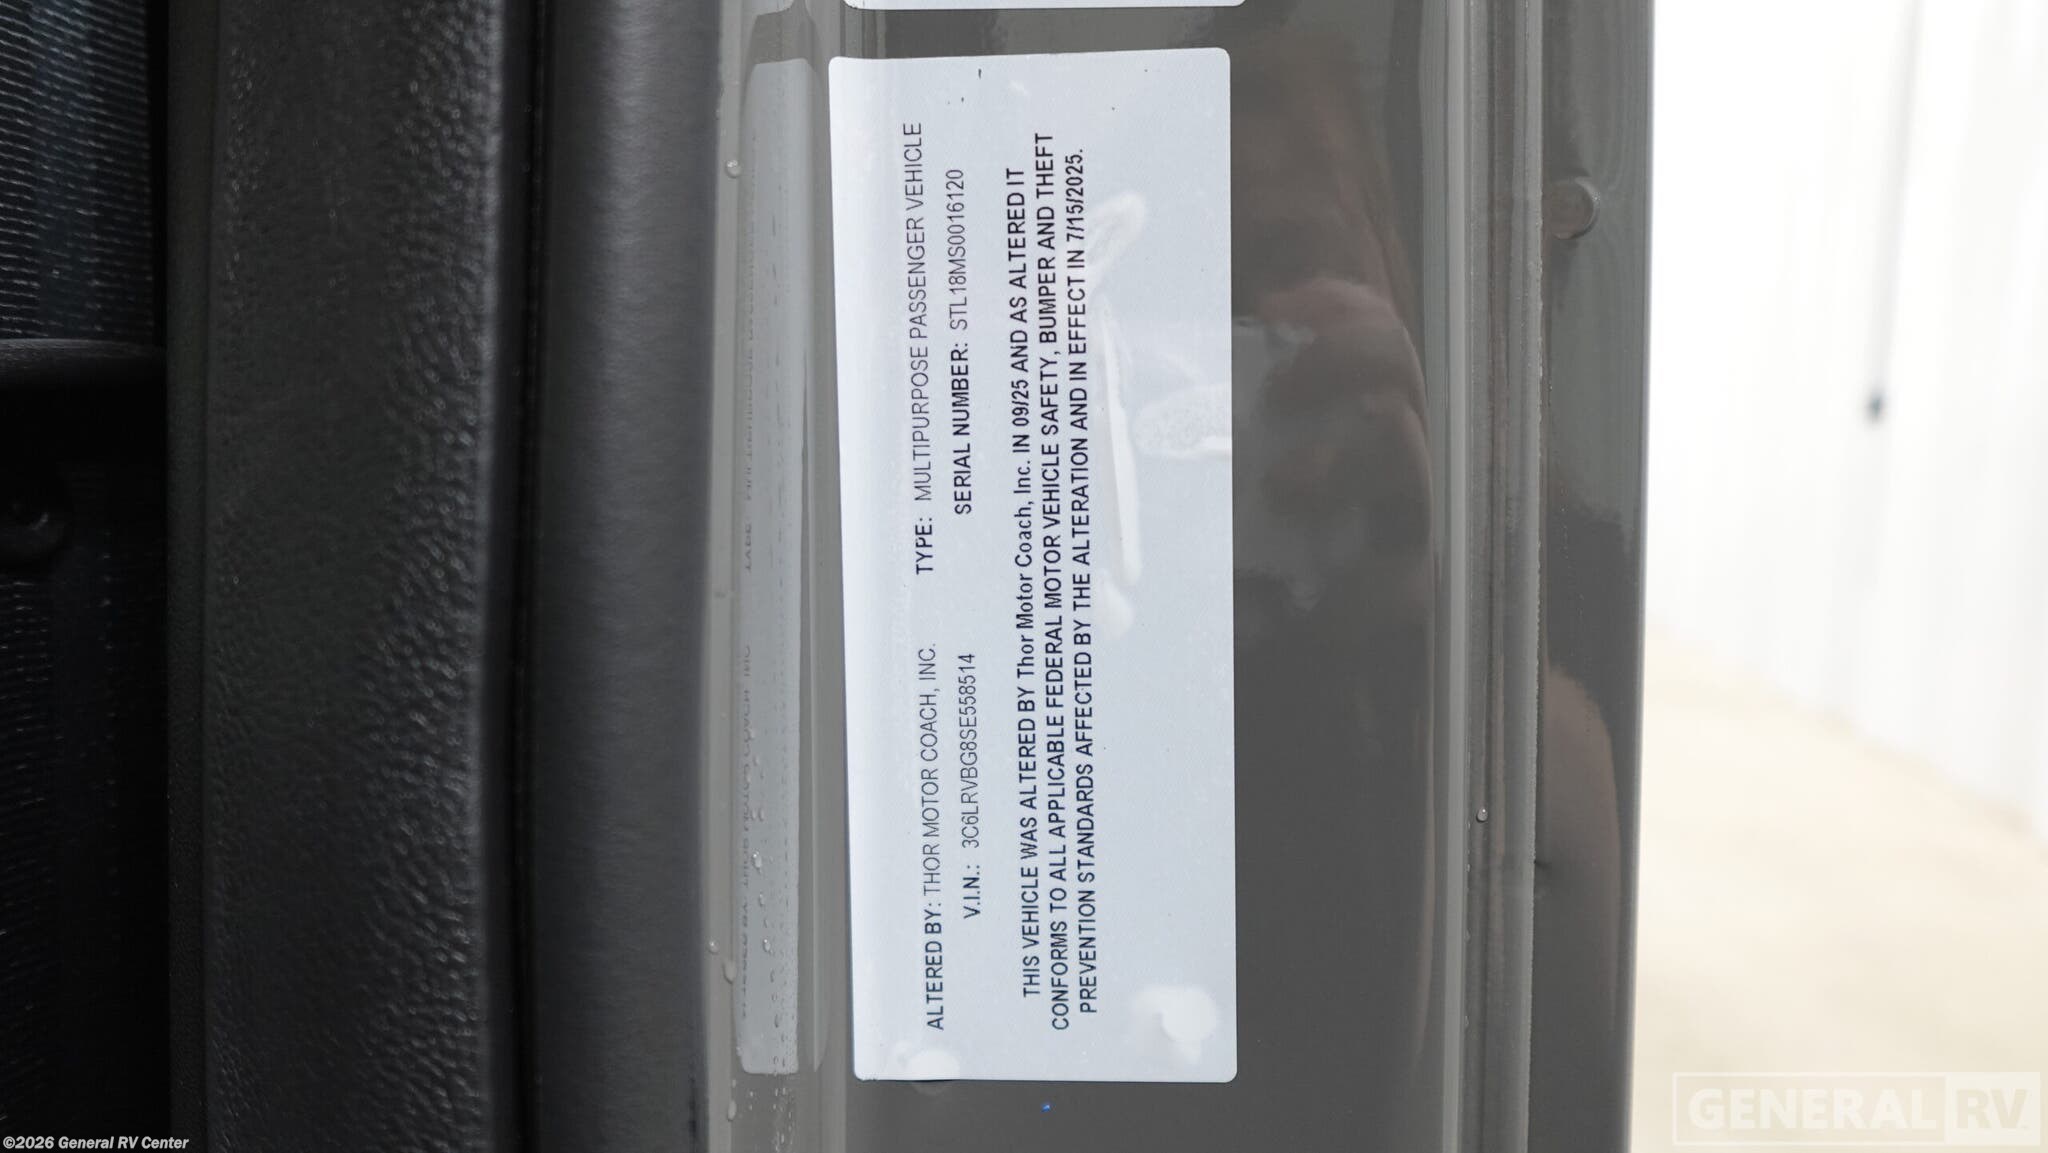 ALTERED BY: THOR MOTOR COACH, INC. TYPE: MULTIPURPOSE PASSENGER VEHICLE
V.I.N.: 3C6LRVBG8SE558514 SERIAL NUMBER: STL18MS0016120
THIS VEHICLE WAS ALTERED BY Thor Motor Coach, Inc. IN 09/25 AND AS ALTERED IT
CONFORMS TO ALL APPLICABLE FEDERAL MOTOR VEHICLE SAFETY, BUMPER AND THEFT
PREVENTION STANDARDS AFFECTED BY THE ALTERATION AND IN EFFECT IN 7/15/2025.
GENERAL RV
©2026 General RV Center